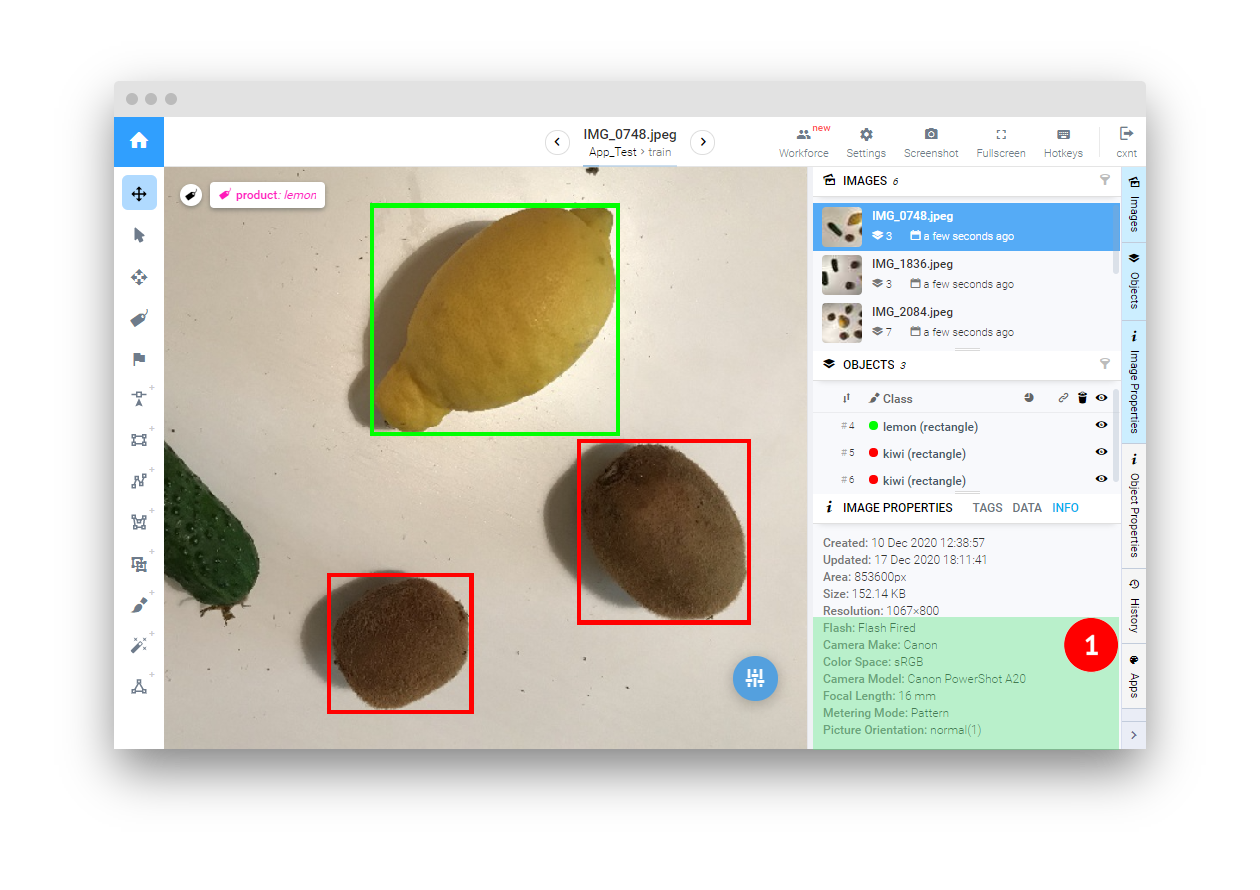 IMG_0748.jpeg
App_Test > train
new
Workforce
Settings
Screenshot
Fullscreen
Hotkeys
cxnt
product: lemon
IMAGES 6
IMG_0748.jpeg
3 a few seconds ago
IMG_1836.jpeg
3 a few seconds ago
IMG_2084.jpeg
7 a few seconds ago
OBJECTS 3
Class
#4 lemon (rectangle)
#5 kiwi (rectangle)
#6 kiwi (rectangle)
i IMAGE PROPERTIES TAGS DATA INFO
Created: 10 Dec 2020 12:38:57
Updated: 17 Dec 2020 18:11:41
Area: 853600px
Size: 152.14 KB
Resolution: 1067×800
Flash: Flash Fired
Camera Make: Canon
Color Space: sRGB
Camera Model: Canon PowerShot A20
Focal Length: 16 mm
Metering Mode: Pattern
Picture Orientation: normal(1)
1
Images
Objects
i Image Properties
i Object Properties
History
Apps